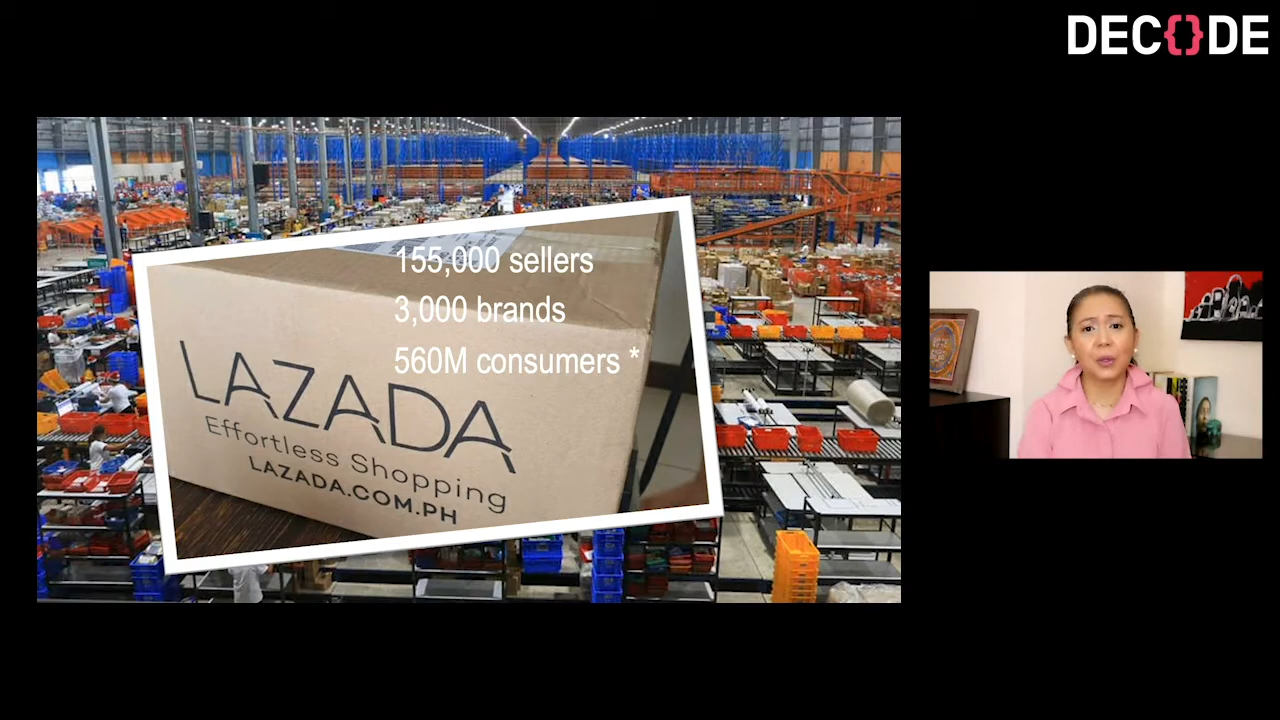 DEC{}DE
155,000 sellers
3,000 brands
560M consumers *
LAZADA
Effortless Shopping
LAZADA.COM.PH